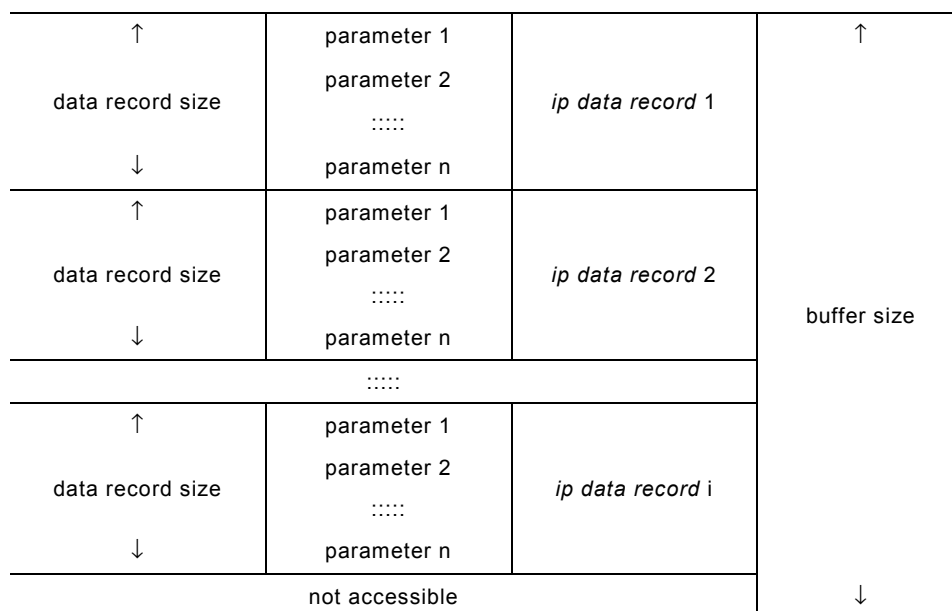 ↑ parameter 1 ↑
parameter 2
data record size ip data record 1
:::::
↓ parameter n
↑ parameter 1
parameter 2
data record size ip data record 2
:::::
buffer size
↓ parameter n
:::::
↑ parameter 1
parameter 2
data record size ip data record i
:::::
↓ parameter n
not accessible ↓